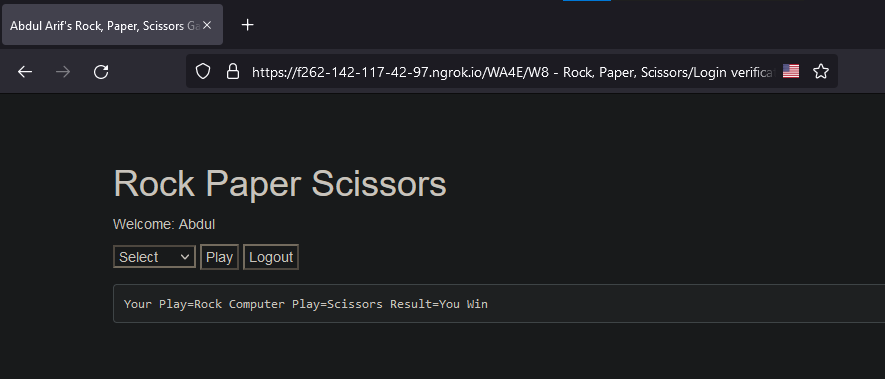 Abdul Arif's Rock, Paper, Scissors
https://f262-142-117-42-97.ngrok.io/WA4E/W8 - Rock, Paper, Scissors/Login
Rock Paper Scissors
Welcome: Abdul
Select Play Logout
Your Play=Rock Computer Play=Scissors Result=You Win